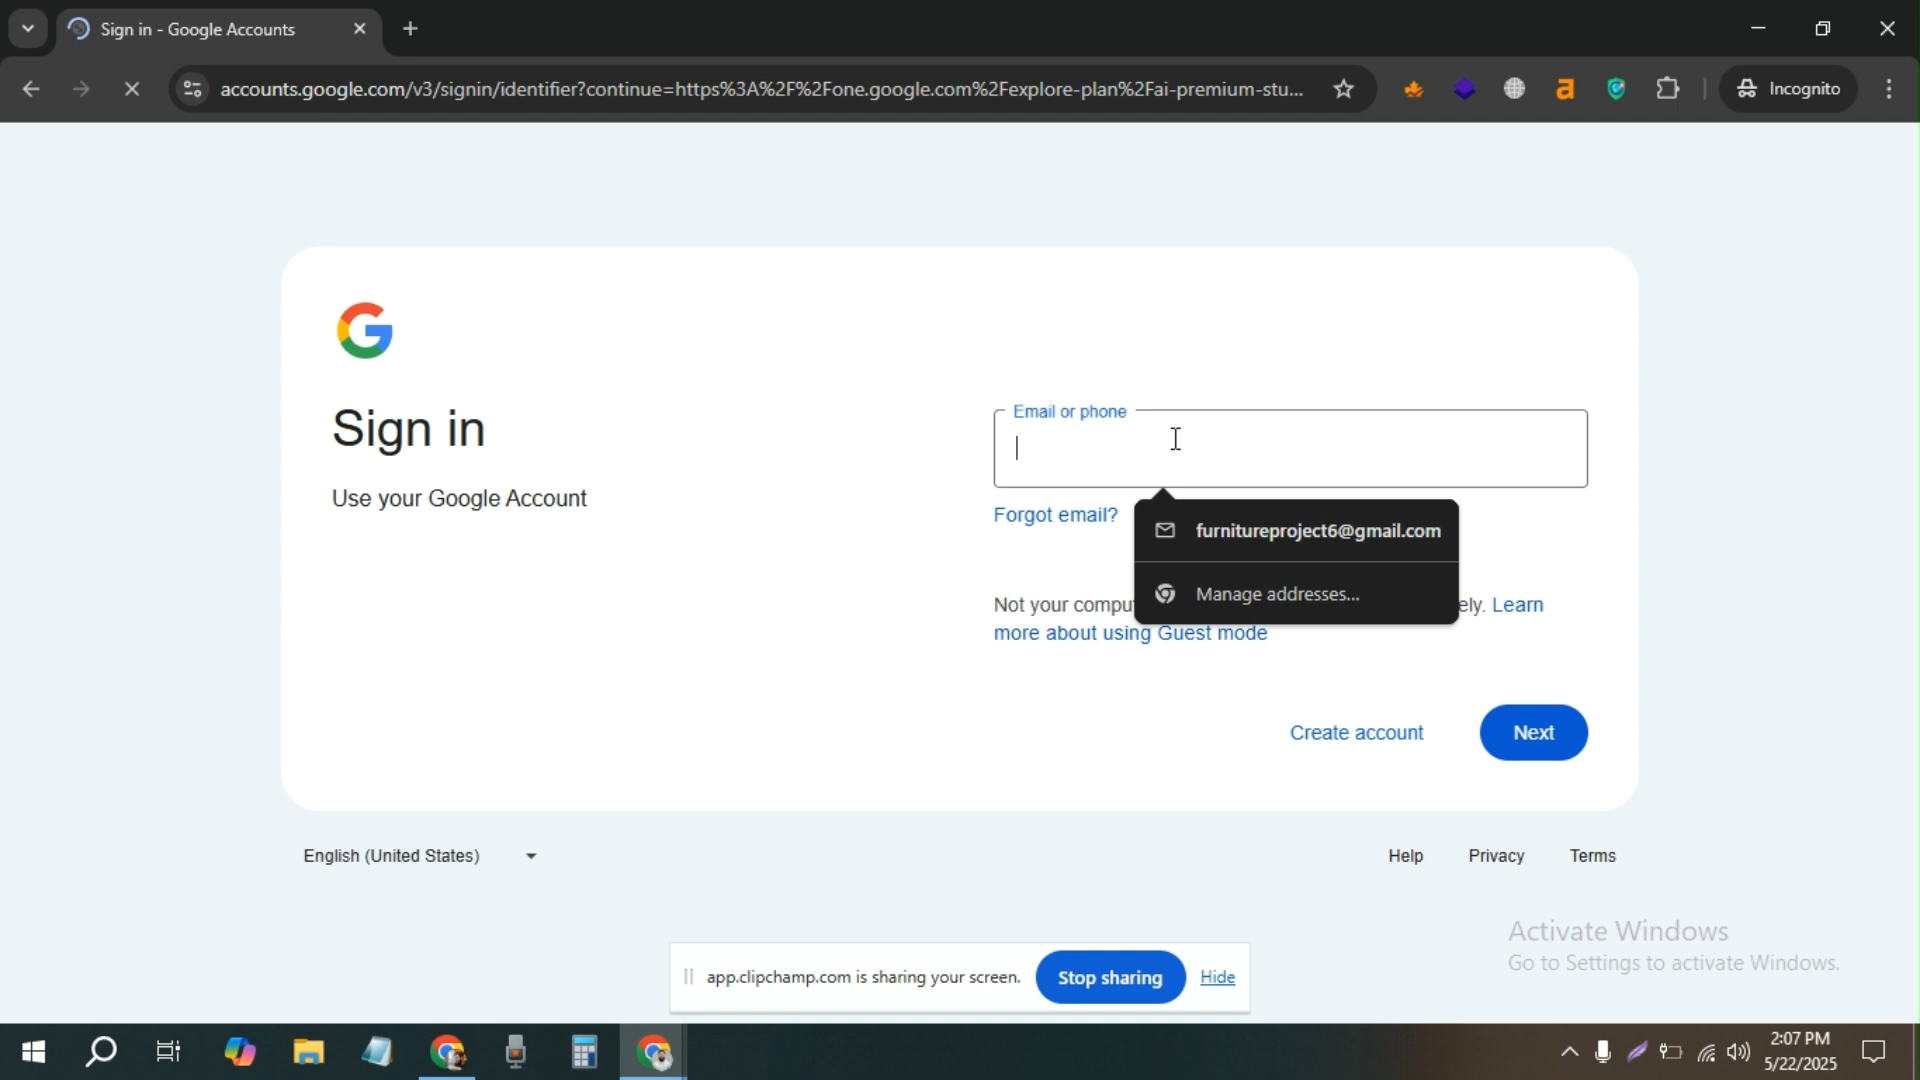 Sign in - Google Accounts
accounts.google.com/v3/signin/identifier?continue=https%3A%2F%2Fone.google.com%2Fexplore-plan%2Fai-premium-stu...
Incognito
Sign in
Use your Google Account
Email or phone
Forgot email?
furnitureproject6@gmail.com
Manage addresses...
Not your compu
ely. Learn
more about using Guest mode
Create account
Next
English (United States)
Help
Privacy
Terms
Activate Windows
Go to Settings to activate Windows.
app.clipchamp.com is sharing your screen.
Stop sharing
Hide
2:07 PM
5/22/2025